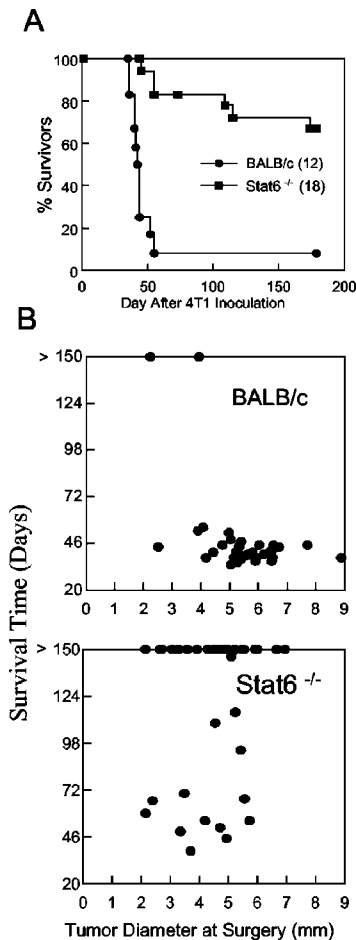 A
% Survivors
100
80
60
40
20
0
BALB/c (12)
Stat6 -/- (18)
0 50 100 150 200
Day After 4T1 Inoculation
B
Survival Time (Days)
> 150
124
98
72
46
20
BALB/c
0 1 2 3 4 5 6 7 8 9
> 150
124
98
72
46
20
Stat6 -/-
0 1 2 3 4 5 6 7 8 9
Tumor Diameter at Surgery (mm)